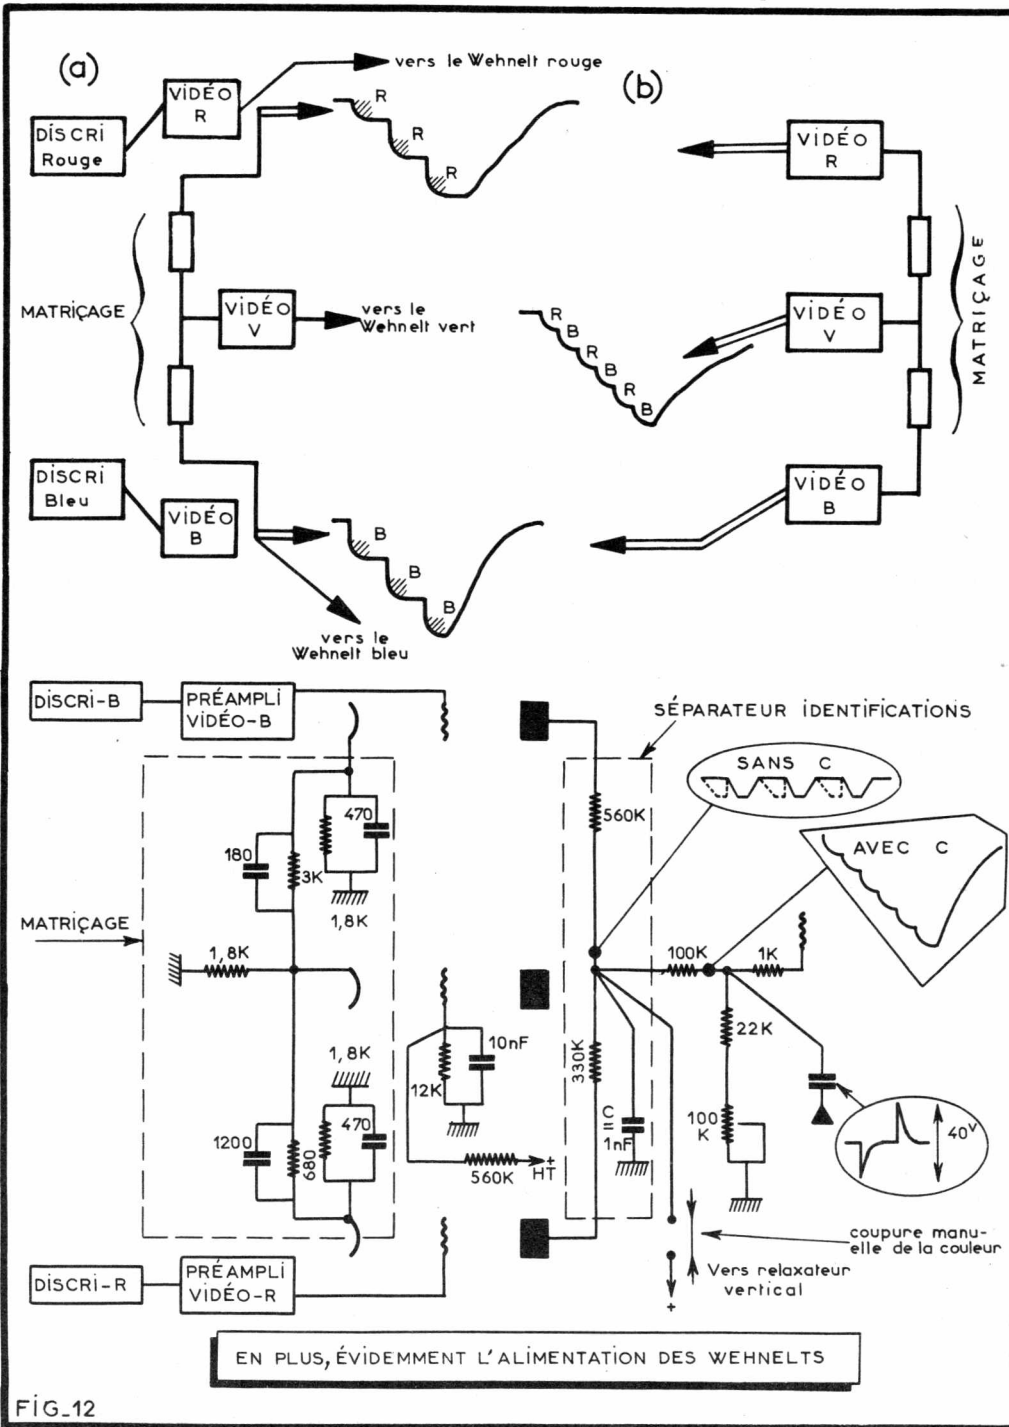 (a)
vers le Wehnelt rouge
(b)
VIDÉO
R
DISCRI
Rouge
R
R
R
VIDÉO
R
MATRIÇAGE
VIDÉO
V
vers le
Wehnelt vert
R
B
R
B
R
B
VIDÉO
V
MATRIÇAGE
DISCRI
Bleu
VIDÉO
B
B
B
B
VIDÉO
B
vers le
Wehnelt bleu
DISCRI-B
PRÉAMPLI
VIDÉO-B
SÉPARATEUR IDENTIFICATIONS
SANS C
470
560K
180
3K
AVEC C
1,8K
MATRIÇAGE
1,8K
100K
1K
22K
1,8K
10nF
12K
330K
C
=
1nF
100
K
40V
1200
680
470
560K
+
HT
coupure manu-
elle de la couleur
Vers relaxateur
vertical
+
DISCRI-R
PRÉAMPLI
VIDÉO-R
EN PLUS, ÉVIDEMMENT L'ALIMENTATION DES WEHNELTS
FIG_12